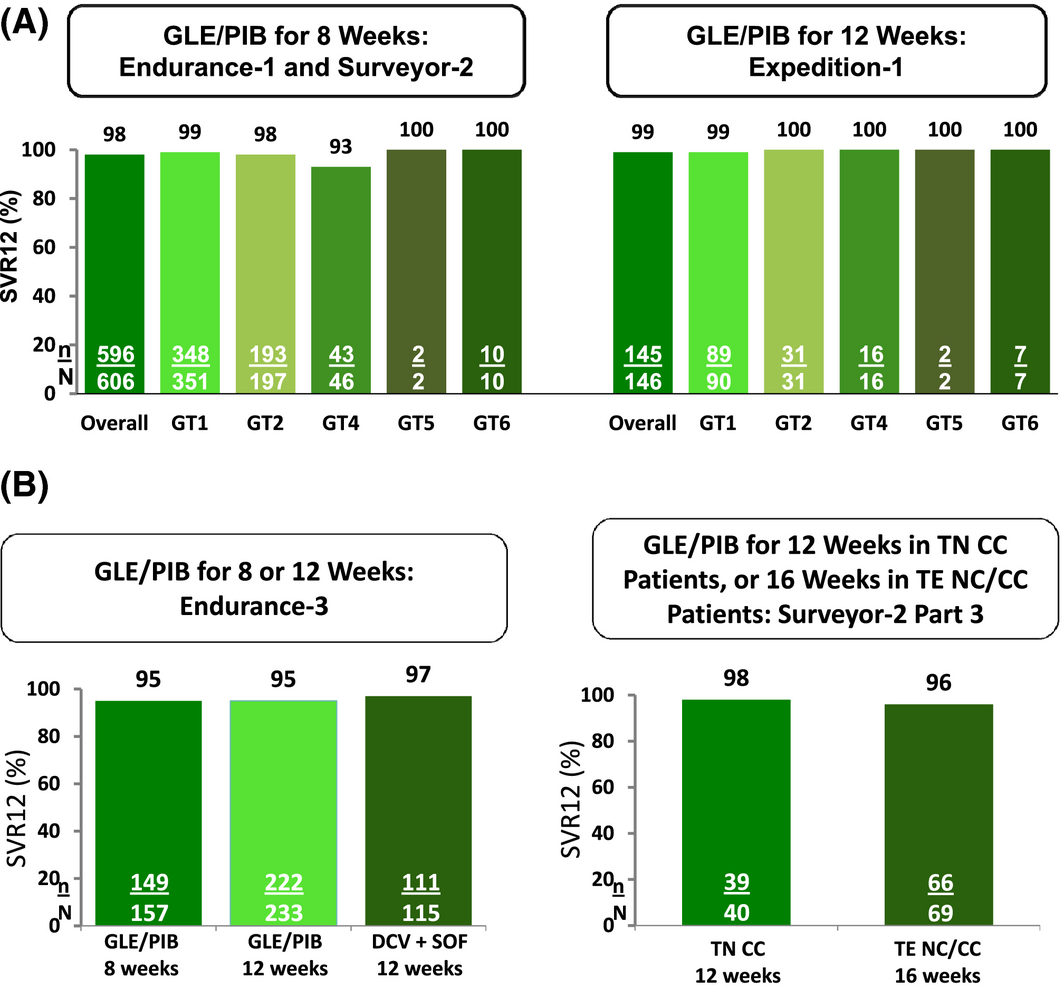 (A)
GLE/PIB for 8 Weeks:
Endurance-1 and Surveyor-2
98
99
98
93
100
100
SVR12 (%)
100
80
60
40
20
0
n
N
596
606
348
351
193
197
43
46
2
2
10
10
Overall
GT1
GT2
GT4
GT5
GT6
GLE/PIB for 12 Weeks:
Expedition-1
99
99
100
100
100
100
145
146
89
90
31
31
16
16
2
2
7
7
Overall
GT1
GT2
GT4
GT5
GT6
(B)
GLE/PIB for 8 or 12 Weeks:
Endurance-3
95
95
97
SVR12 (%)
100
80
60
40
20
0
n
N
149
157
222
233
111
115
GLE/PIB
8 weeks
GLE/PIB
12 weeks
DCV + SOF
12 weeks
GLE/PIB for 12 Weeks in TN CC
Patients, or 16 Weeks in TE NC/CC
Patients: Surveyor-2 Part 3
98
96
SVR12 (%)
100
80
60
40
20
0
n
N
39
40
66
69
TN CC
12 weeks
TE NC/CC
16 weeks